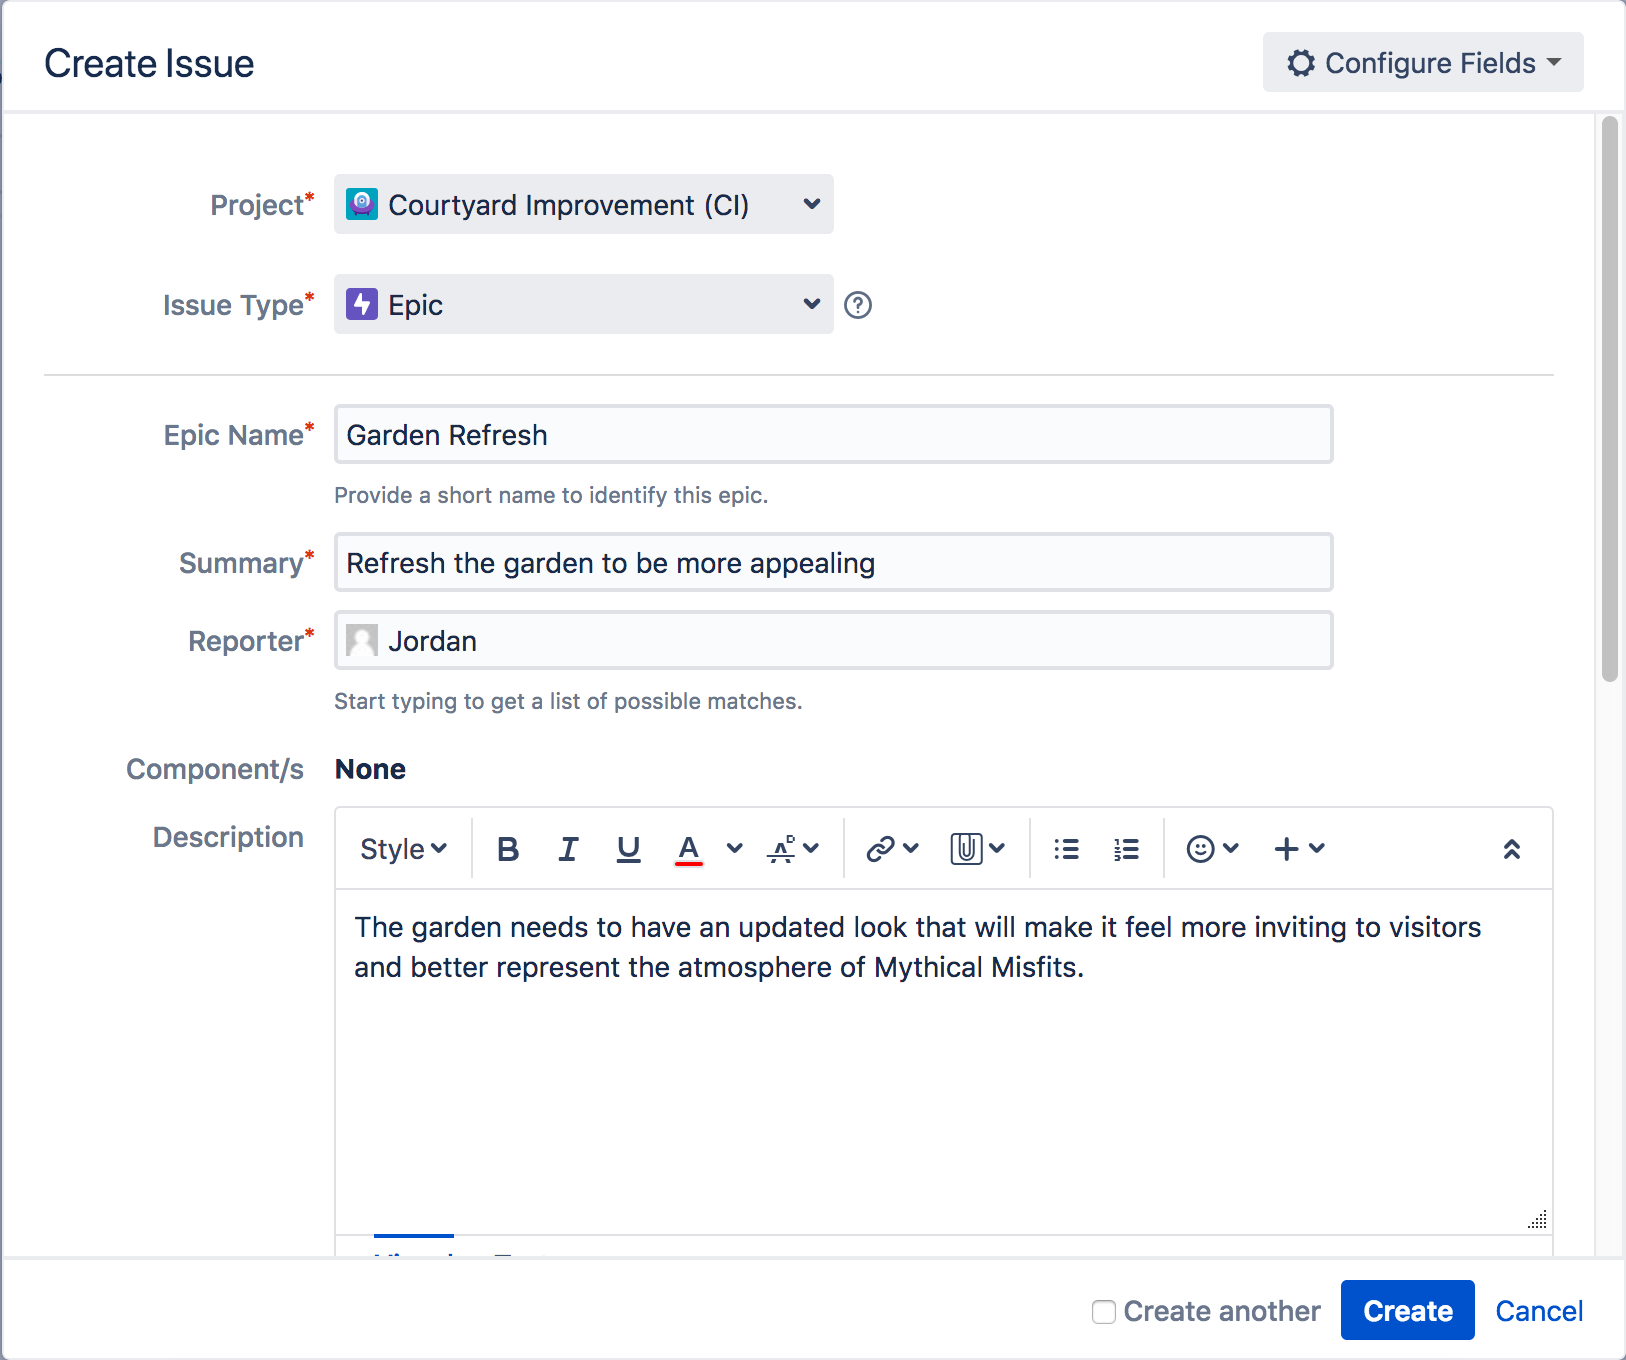 Create Issue
Configure Fields
Project*
Courtyard Improvement (CI)
Issue Type*
Epic
Epic Name*
Garden Refresh
Provide a short name to identify this epic.
Summary*
Refresh the garden to be more appealing
Reporter*
Jordan
Start typing to get a list of possible matches.
Component/s
None
Description
Style
The garden needs to have an updated look that will make it feel more inviting to visitors
and better represent the atmosphere of Mythical Misfits.
Create another
Create
Cancel